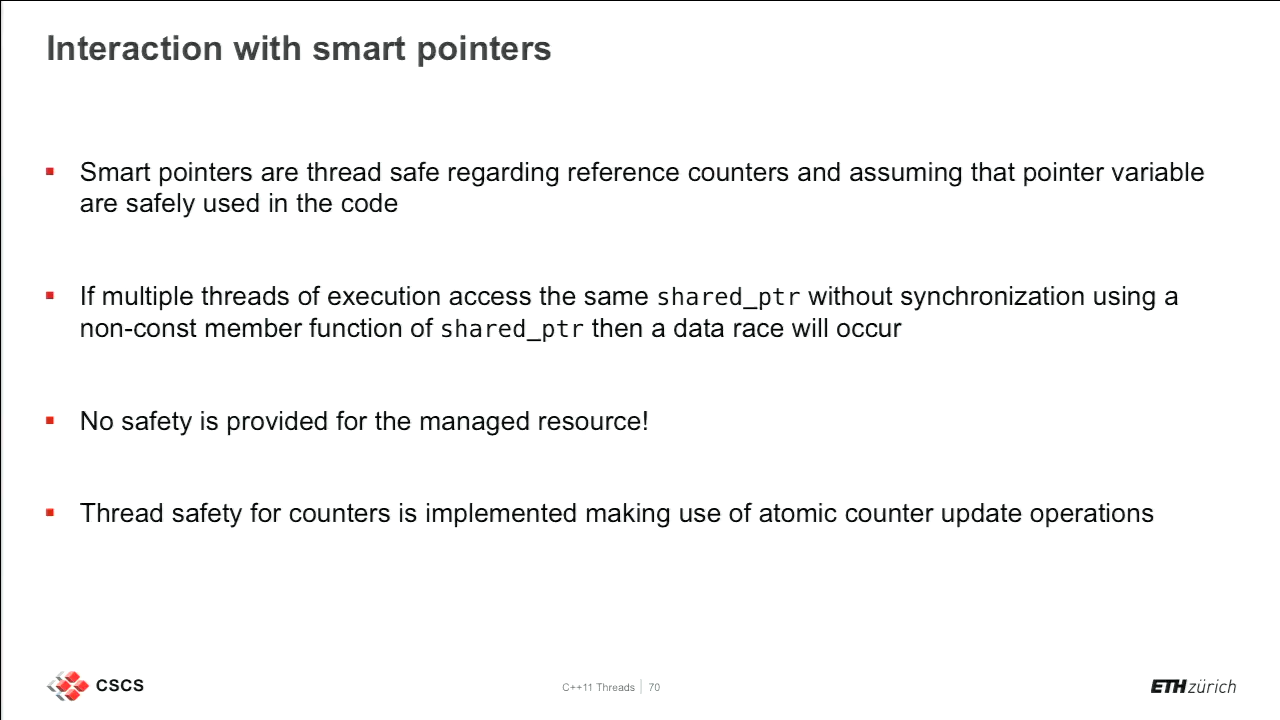 Interaction with smart pointers
▪ Smart pointers are thread safe regarding reference counters and assuming that pointer variable
are safely used in the code
▪ If multiple threads of execution access the same shared_ptr without synchronization using a
non-const member function of shared_ptr then a data race will occur
▪ No safety is provided for the managed resource!
▪ Thread safety for counters is implemented making use of atomic counter update operations
CSCS
C++11 Threads | 70
ETH zürich